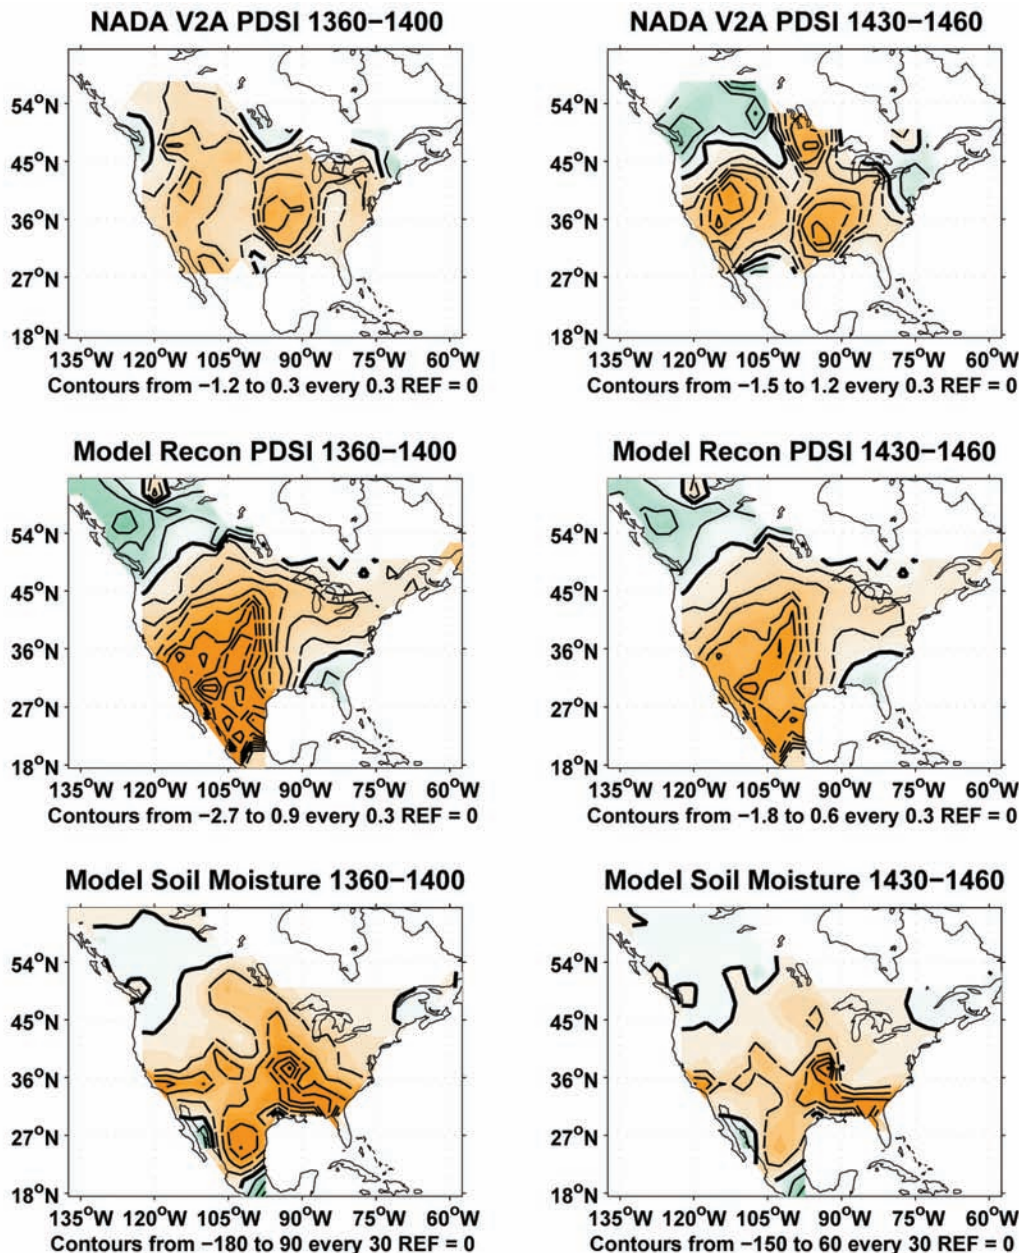 NADA V2A PDSI 1360−1400
54°N
45°N
36°N
27°N
18°N
135°W 120°W 105°W 90°W 75°W 60°W
Contours from −1.2 to 0.3 every 0.3 REF = 0
NADA V2A PDSI 1430−1460
54°N
45°N
36°N
27°N
18°N
135°W 120°W 105°W 90°W 75°W 60°W
Contours from −1.5 to 1.2 every 0.3 REF = 0
Model Recon PDSI 1360−1400
54°N
45°N
36°N
27°N
18°N
135°W 120°W 105°W 90°W 75°W 60°W
Contours from −2.7 to 0.9 every 0.3 REF = 0
Model Recon PDSI 1430−1460
54°N
45°N
36°N
27°N
18°N
135°W 120°W 105°W 90°W 75°W 60°W
Contours from −1.8 to 0.6 every 0.3 REF = 0
Model Soil Moisture 1360−1400
54°N
45°N
36°N
27°N
18°N
135°W 120°W 105°W 90°W 75°W 60°W
Contours from −180 to 90 every 30 REF = 0
Model Soil Moisture 1430−1460
54°N
45°N
36°N
27°N
18°N
135°W 120°W 105°W 90°W 75°W 60°W
Contours from −150 to 60 every 30 REF = 0